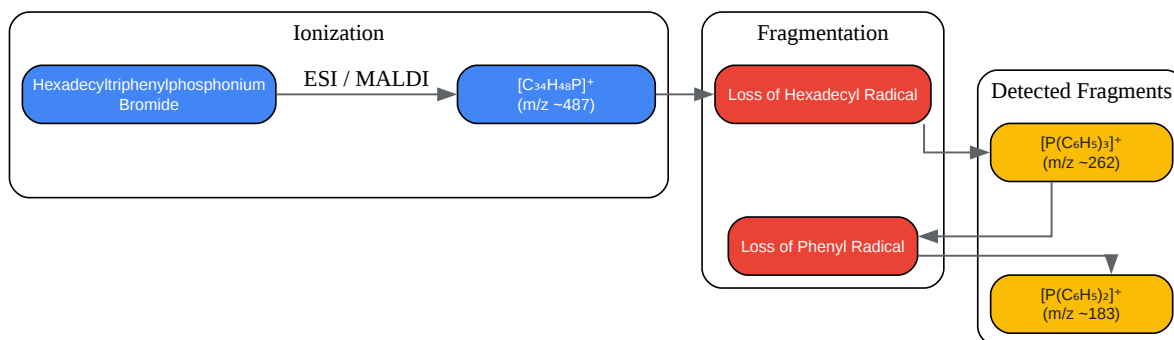 Ionization
Hexadecyltriphenylphosphonium
Bromide
ESI / MALDI
[C₃₄H₄₈P]⁺
(m/z ~487)
Fragmentation
Loss of Hexadecyl Radical
Loss of Phenyl Radical
Detected Fragments
[P(C₆H₅)₃]⁺
(m/z ~262)
[P(C₆H₅)₂]⁺
(m/z ~183)